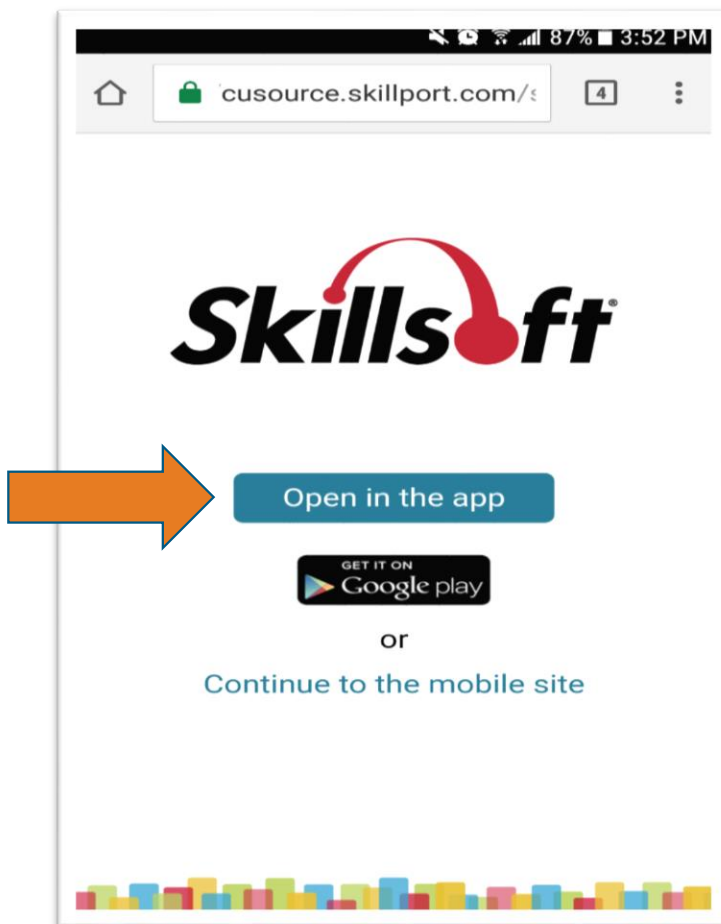 87% 3:52 PM
cusource.skillport.com/s 4
Skillsoft®
Open in the app
GET IT ON
Google play
or
Continue to the mobile site